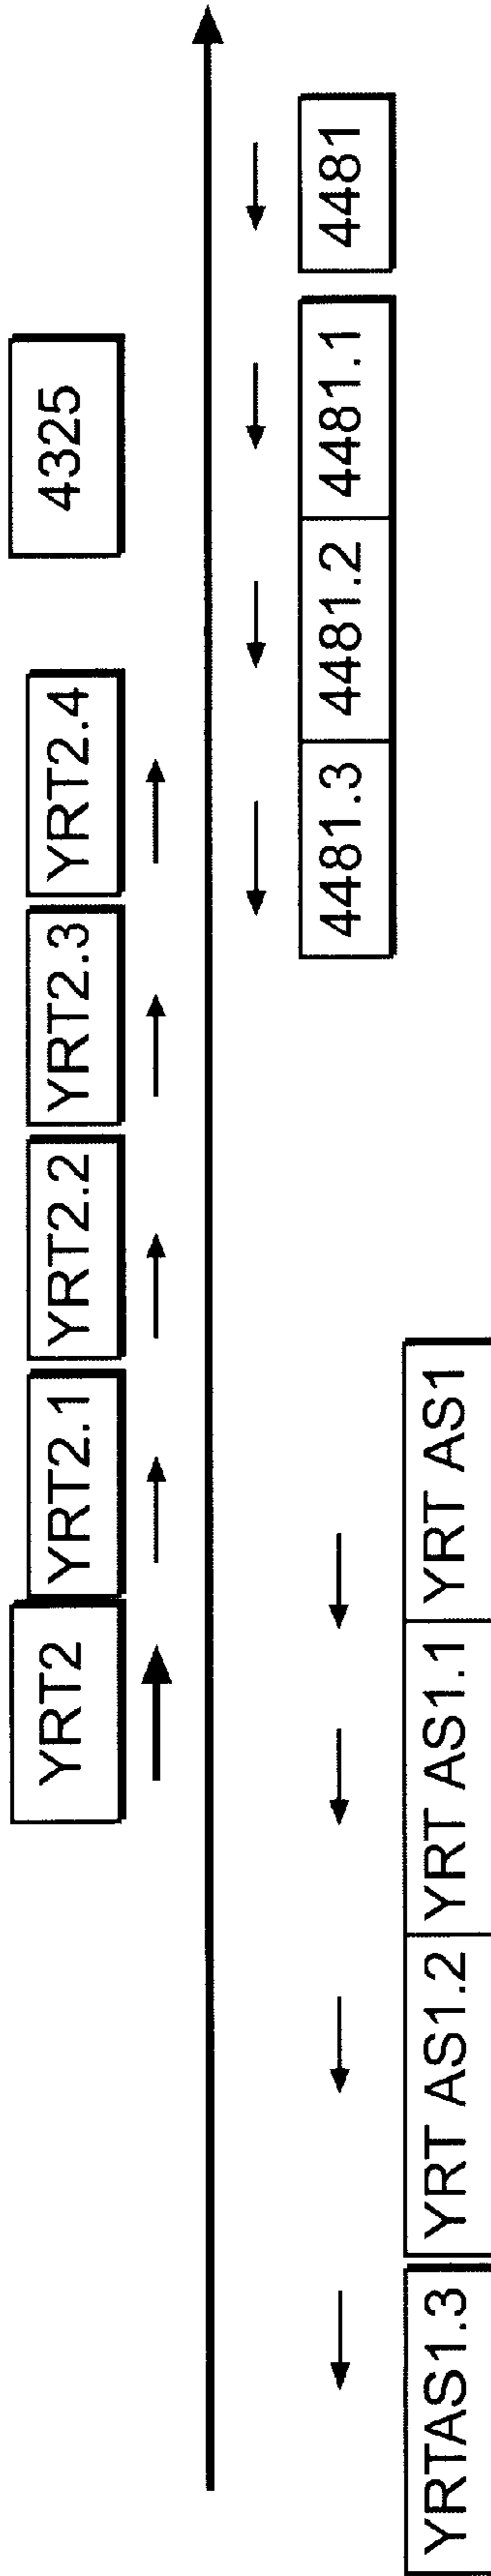 4325
YRT2 YRT2.1 YRT2.2 YRT2.3 YRT2.4
4481.3 4481.2 4481.1 4481
YRTAS1.3 YRT AS1.2 YRT AS1.1 YRT AS1